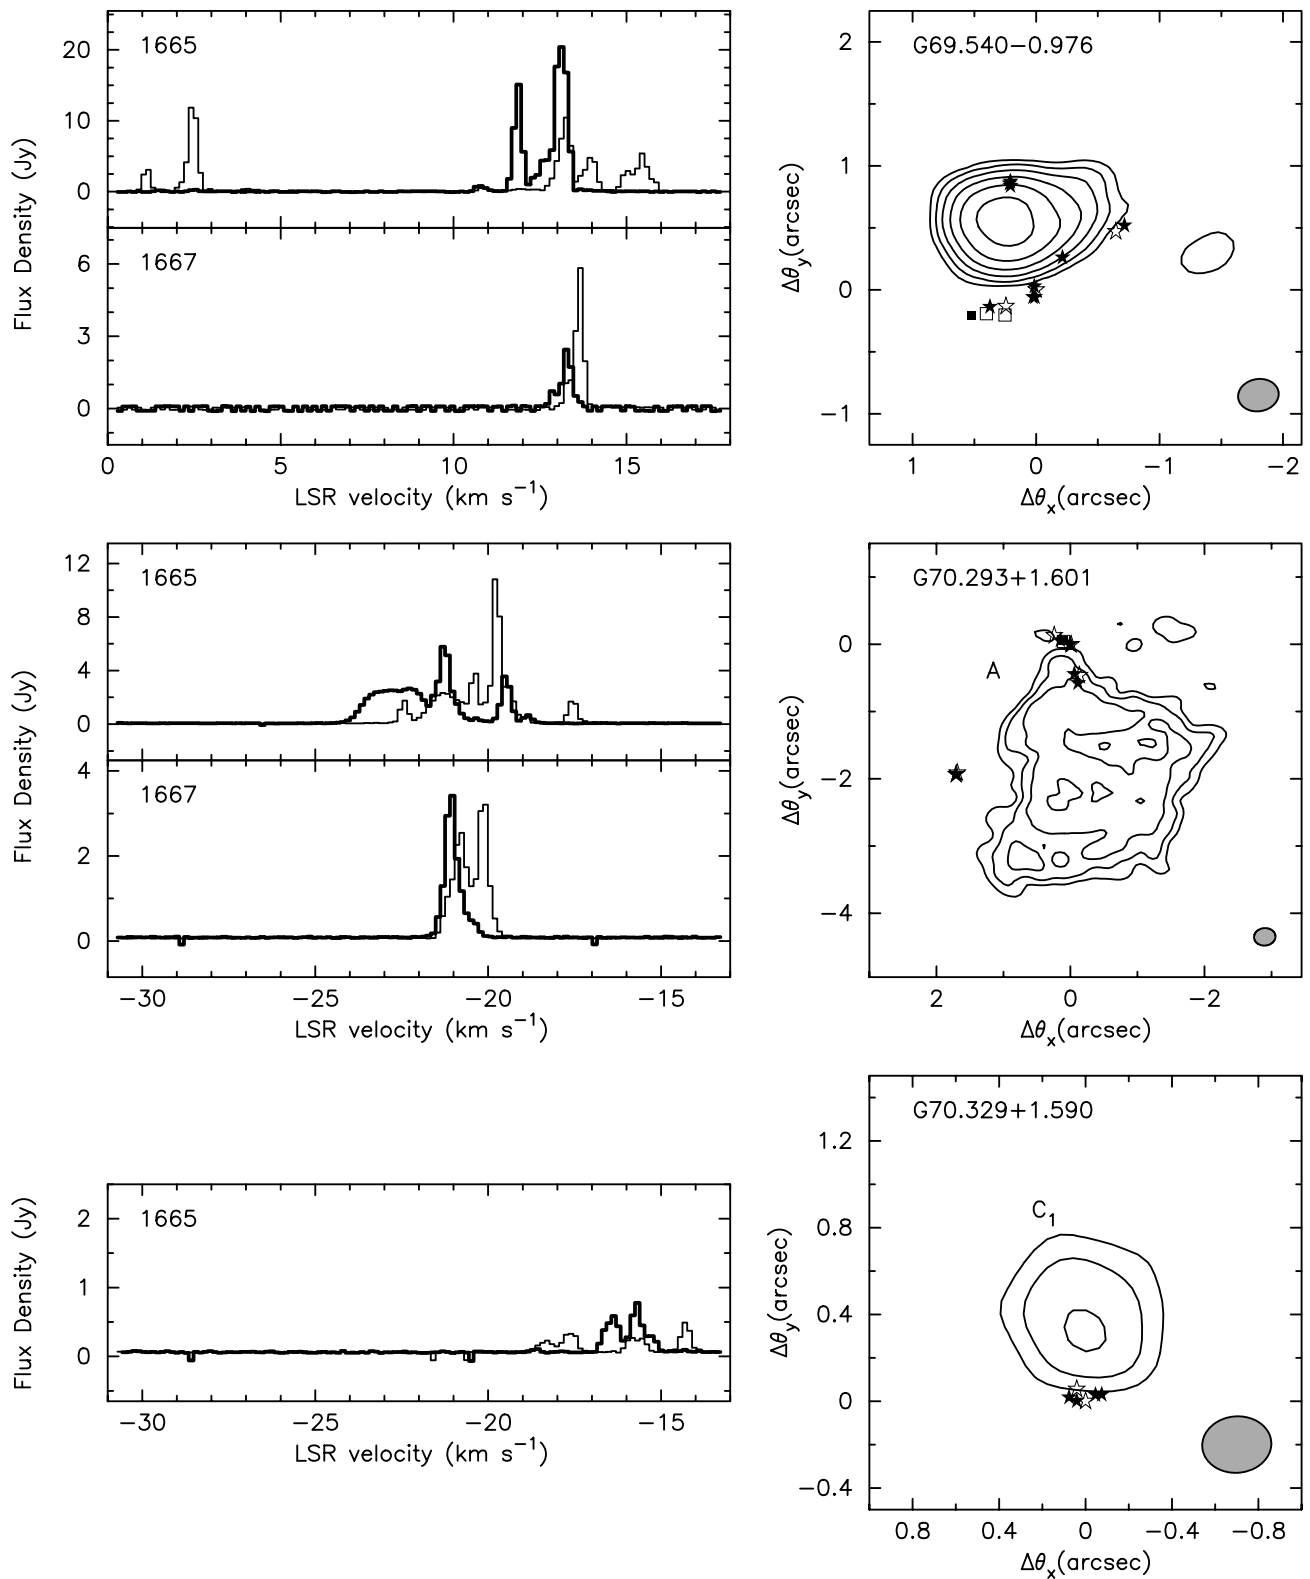 1665
20
10
0
Flux Density (Jy)
1667
6
3
0
0 5 10 15
LSR velocity (km s⁻¹)
G69.540−0.976
2
1
0
−1
Δθy(arcsec)
1 0 −1 −2
Δθx(arcsec)
1665
12
8
4
0
Flux Density (Jy)
1667
4
2
0
−30 −25 −20 −15
LSR velocity (km s⁻¹)
G70.293+1.601
A
0
−2
−4
Δθy(arcsec)
2 0 −2
Δθx(arcsec)
1665
2
1
0
Flux Density (Jy)
−30 −25 −20 −15
LSR velocity (km s⁻¹)
G70.329+1.590
C₁
1.2
0.8
0.4
0
−0.4
Δθy(arcsec)
0.8 0.4 0 −0.4 −0.8
Δθx(arcsec)